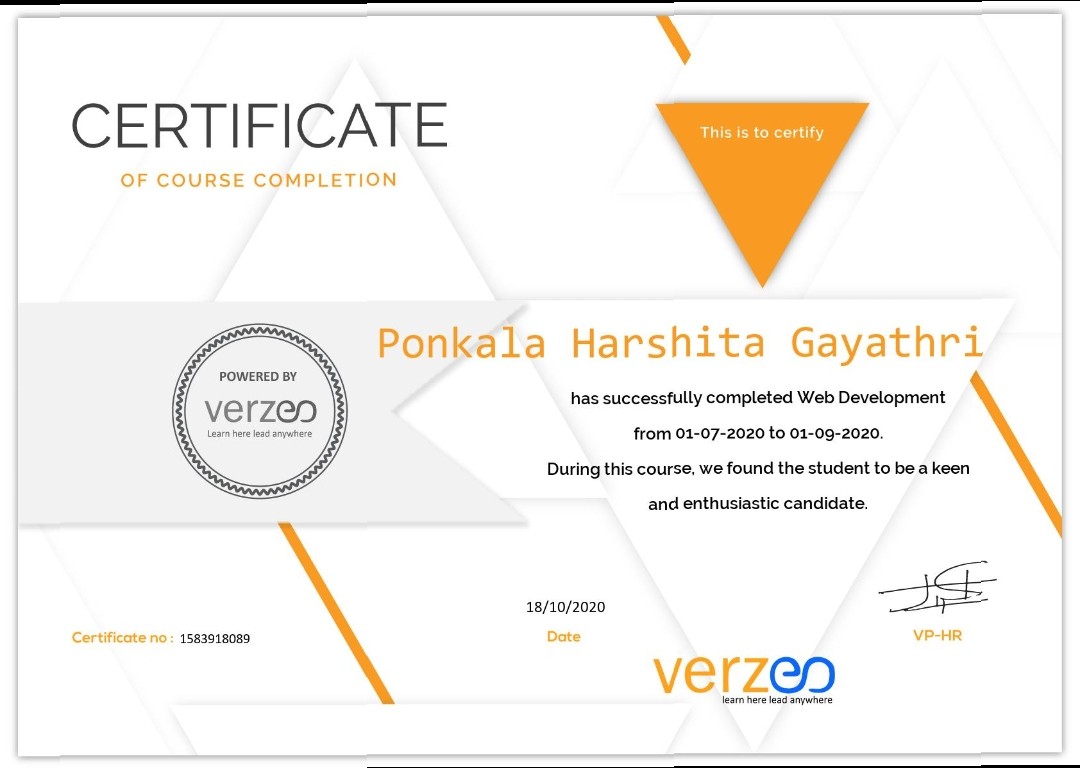 CERTIFICATE
OF COURSE COMPLETION
This is to certify
POWERED BY
verzeo
Learn here lead anywhere
Ponkala Harshita Gayathri
has successfully completed Web Development
from 01-07-2020 to 01-09-2020.
During this course, we found the student to be a keen
and enthusiastic candidate.
18/10/2020
Certificate no : 1583918089
Date
VP-HR
verzeo
learn here lead anywhere